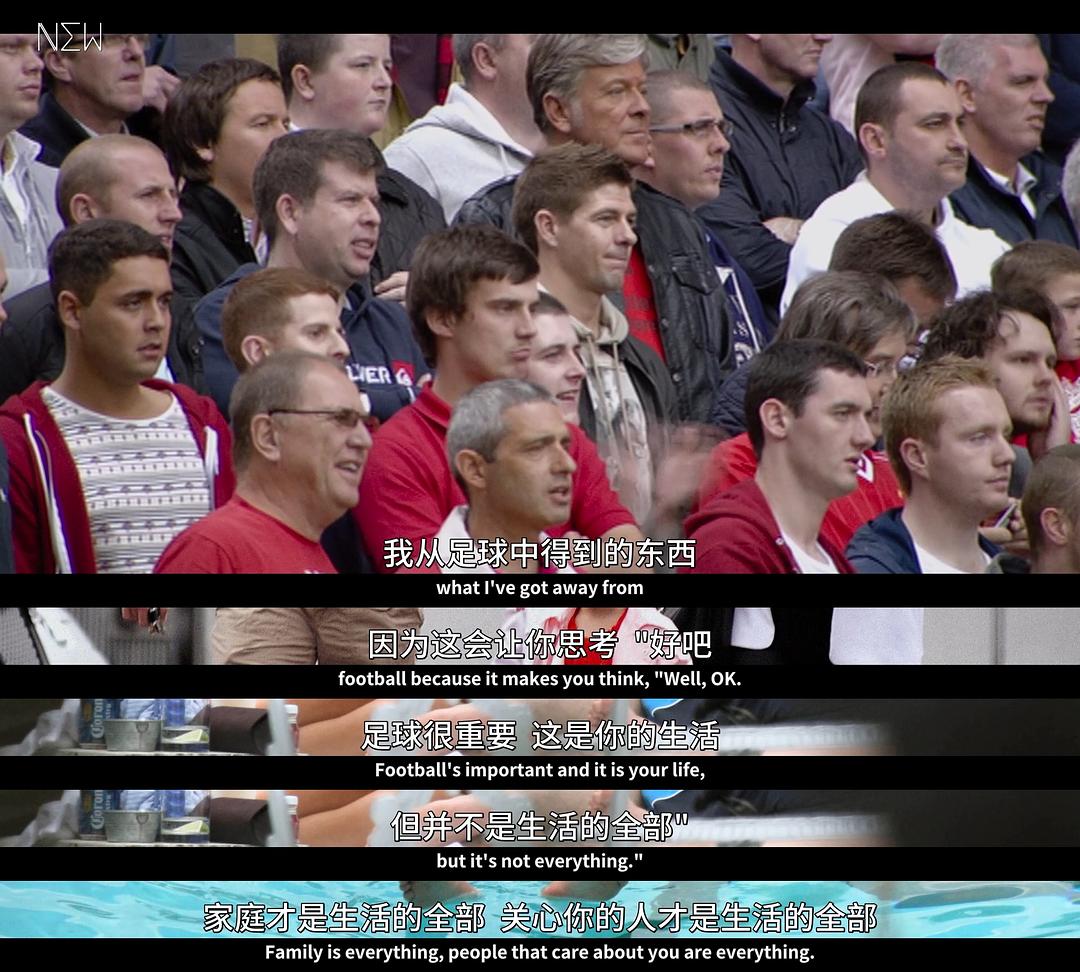 NEW
我从足球中得到的东西
what I've got away from
因为这会让你思考 "好吧
football because it makes you think, "Well, OK.
足球很重要 这是你的生活
Football's important and it is your life,
但并不是生活的全部"
but it's not everything."
家庭才是生活的全部 关心你的人才是生活的全部
Family is everything, people that care about you are everything.